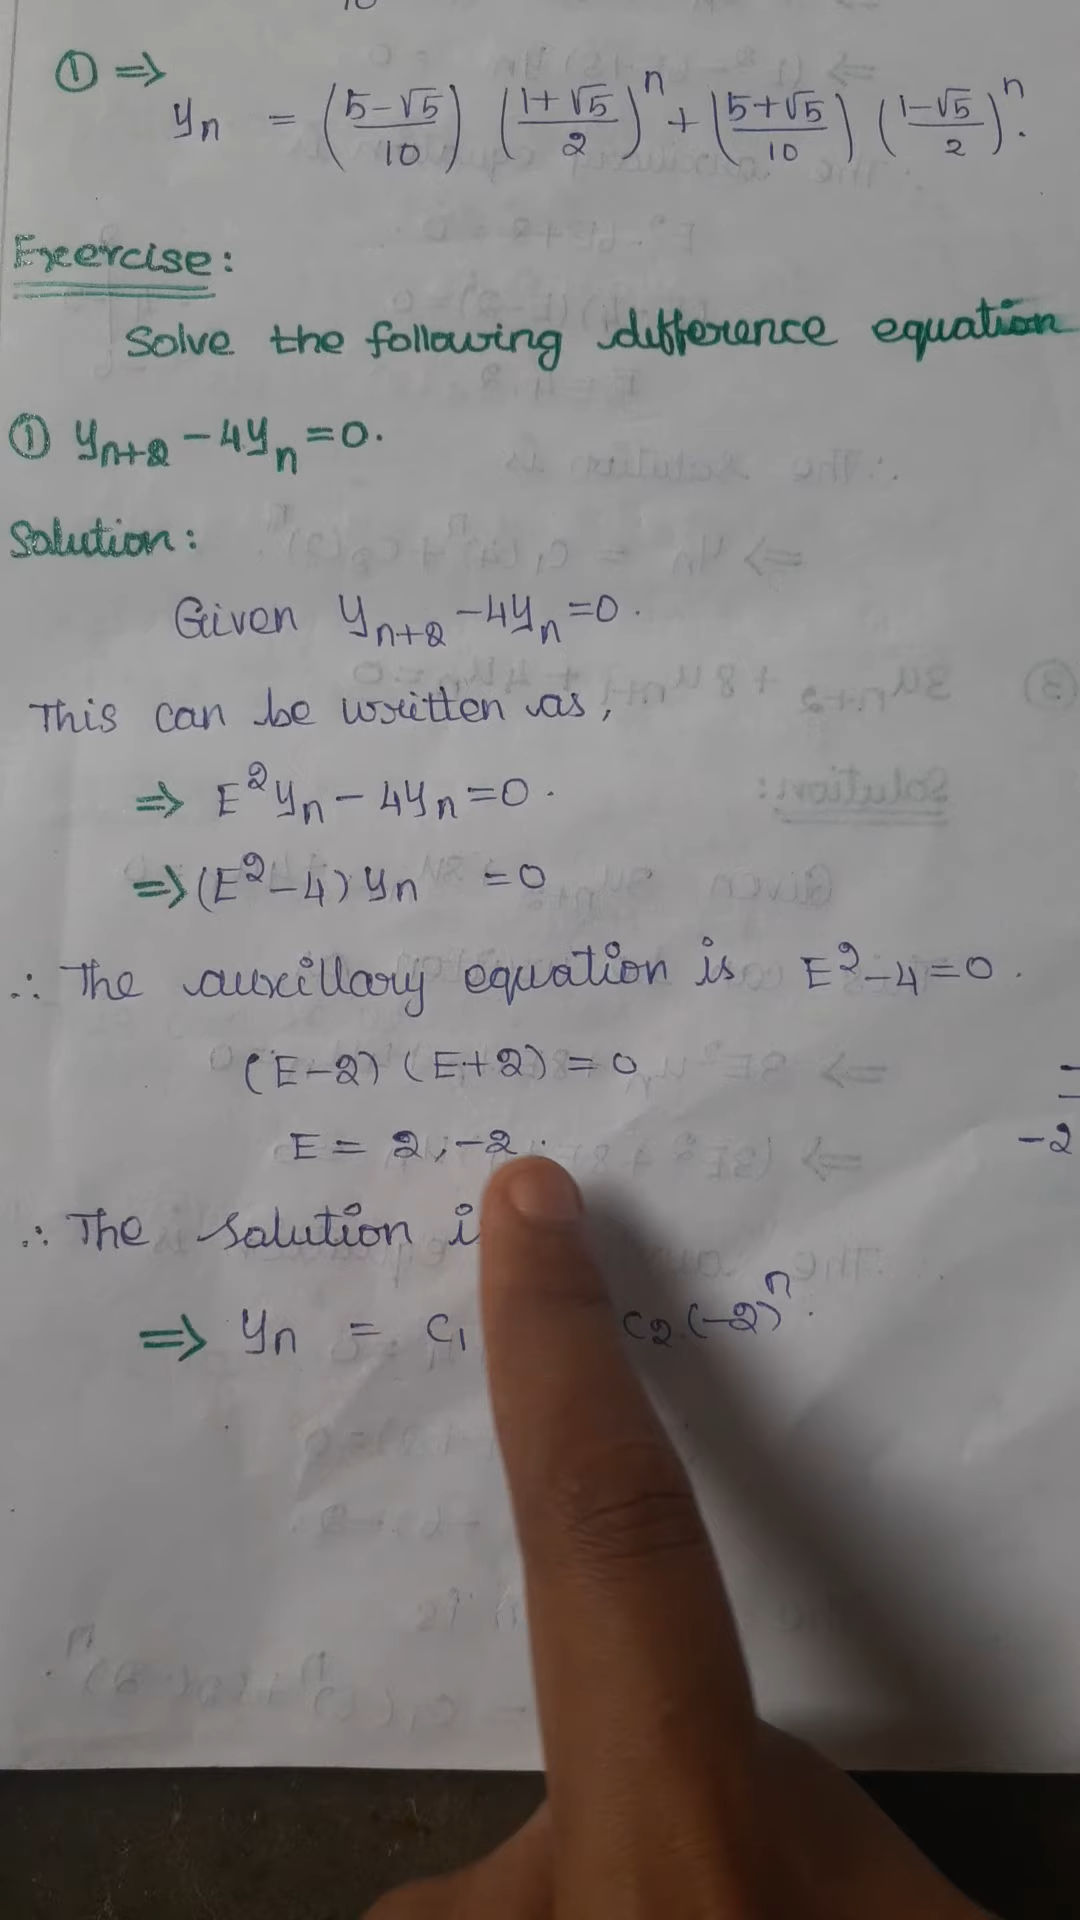 ① ⇒
yₙ = ((5-√5)/10) ((1+√5)/2)ⁿ + ((5+√5)/10) ((1-√5)/2)ⁿ.
Exercise:
Solve the following difference equation
① yₙ₊₂ - 4yₙ = 0.
Solution:
Given yₙ₊₂ - 4yₙ = 0.
This can be written as,
⇒ E²yₙ - 4yₙ = 0.
⇒ (E² - 4) yₙ = 0
∴ The auxillary equation is E² - 4 = 0.
(E-2) (E+2) = 0
E = 2, -2.
-2
∴ The solution
⇒ yₙ = c₁ c₂ (-2)ⁿ.